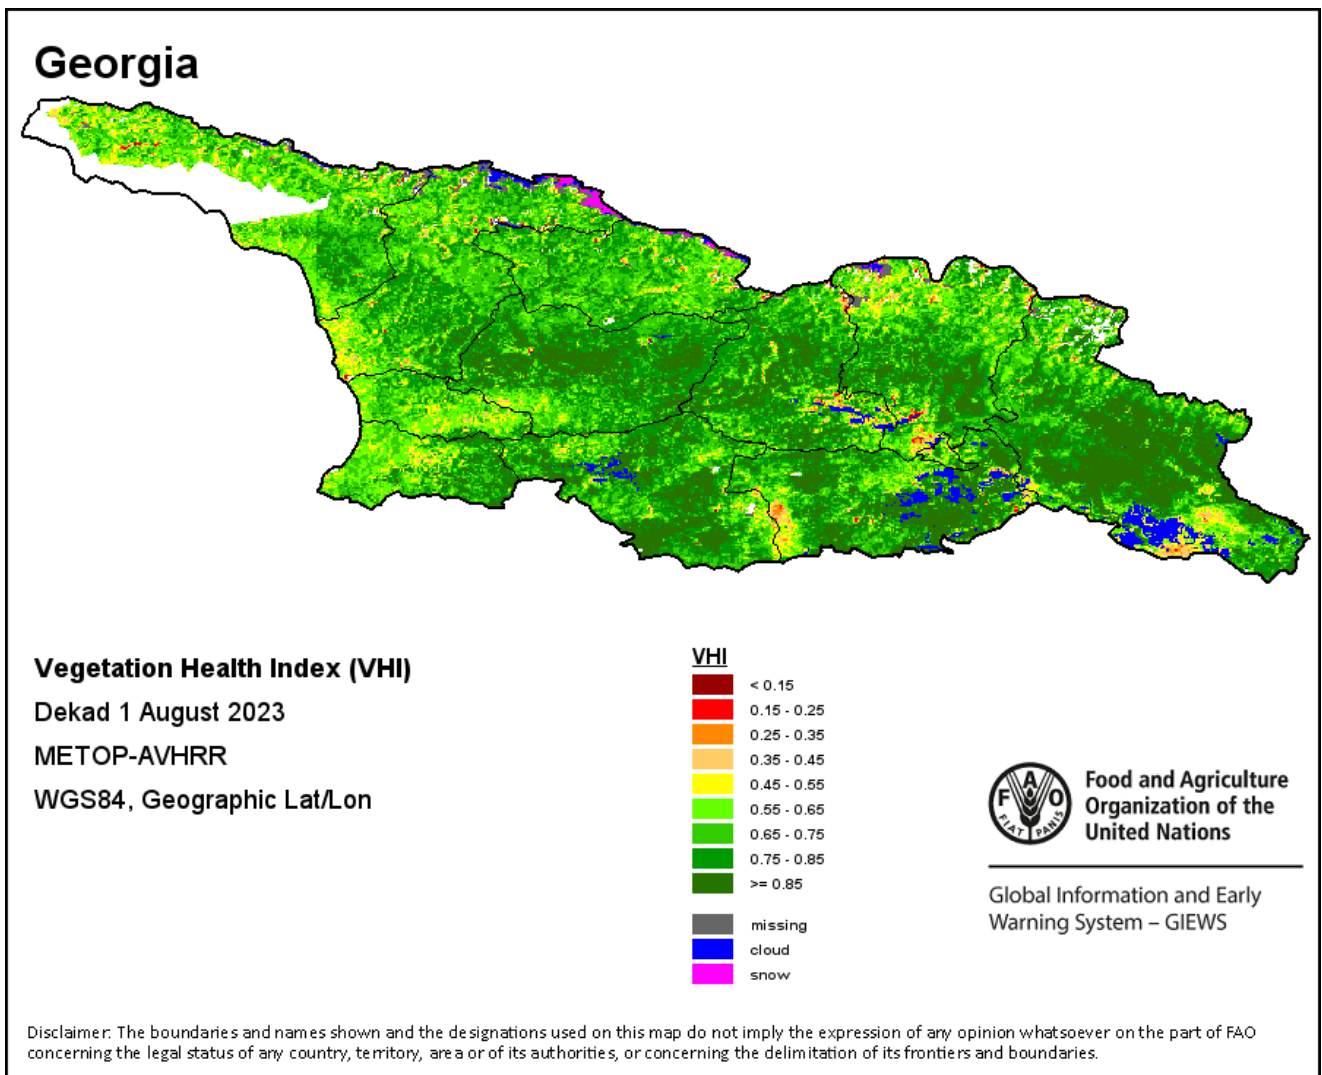 Georgia
Vegetation Health Index (VHI)
Dekad 1 August 2023
METOP-AVHRR
WGS84, Geographic Lat/Lon
VHI
< 0.15
0.15 - 0.25
0.25 - 0.35
0.35 - 0.45
0.45 - 0.55
0.55 - 0.65
0.65 - 0.75
0.75 - 0.85
>= 0.85
missing
cloud
snow
F A O
FIAT PANIS
Food and Agriculture
Organization of the
United Nations
Global Information and Early
Warning System – GIEWS
Disclaimer: The boundaries and names shown and the designations used on this map do not imply the expression of any opinion whatsoever on the part of FAO
concerning the legal status of any country, territory, area or of its authorities, or concerning the delimitation of its frontiers and boundaries.